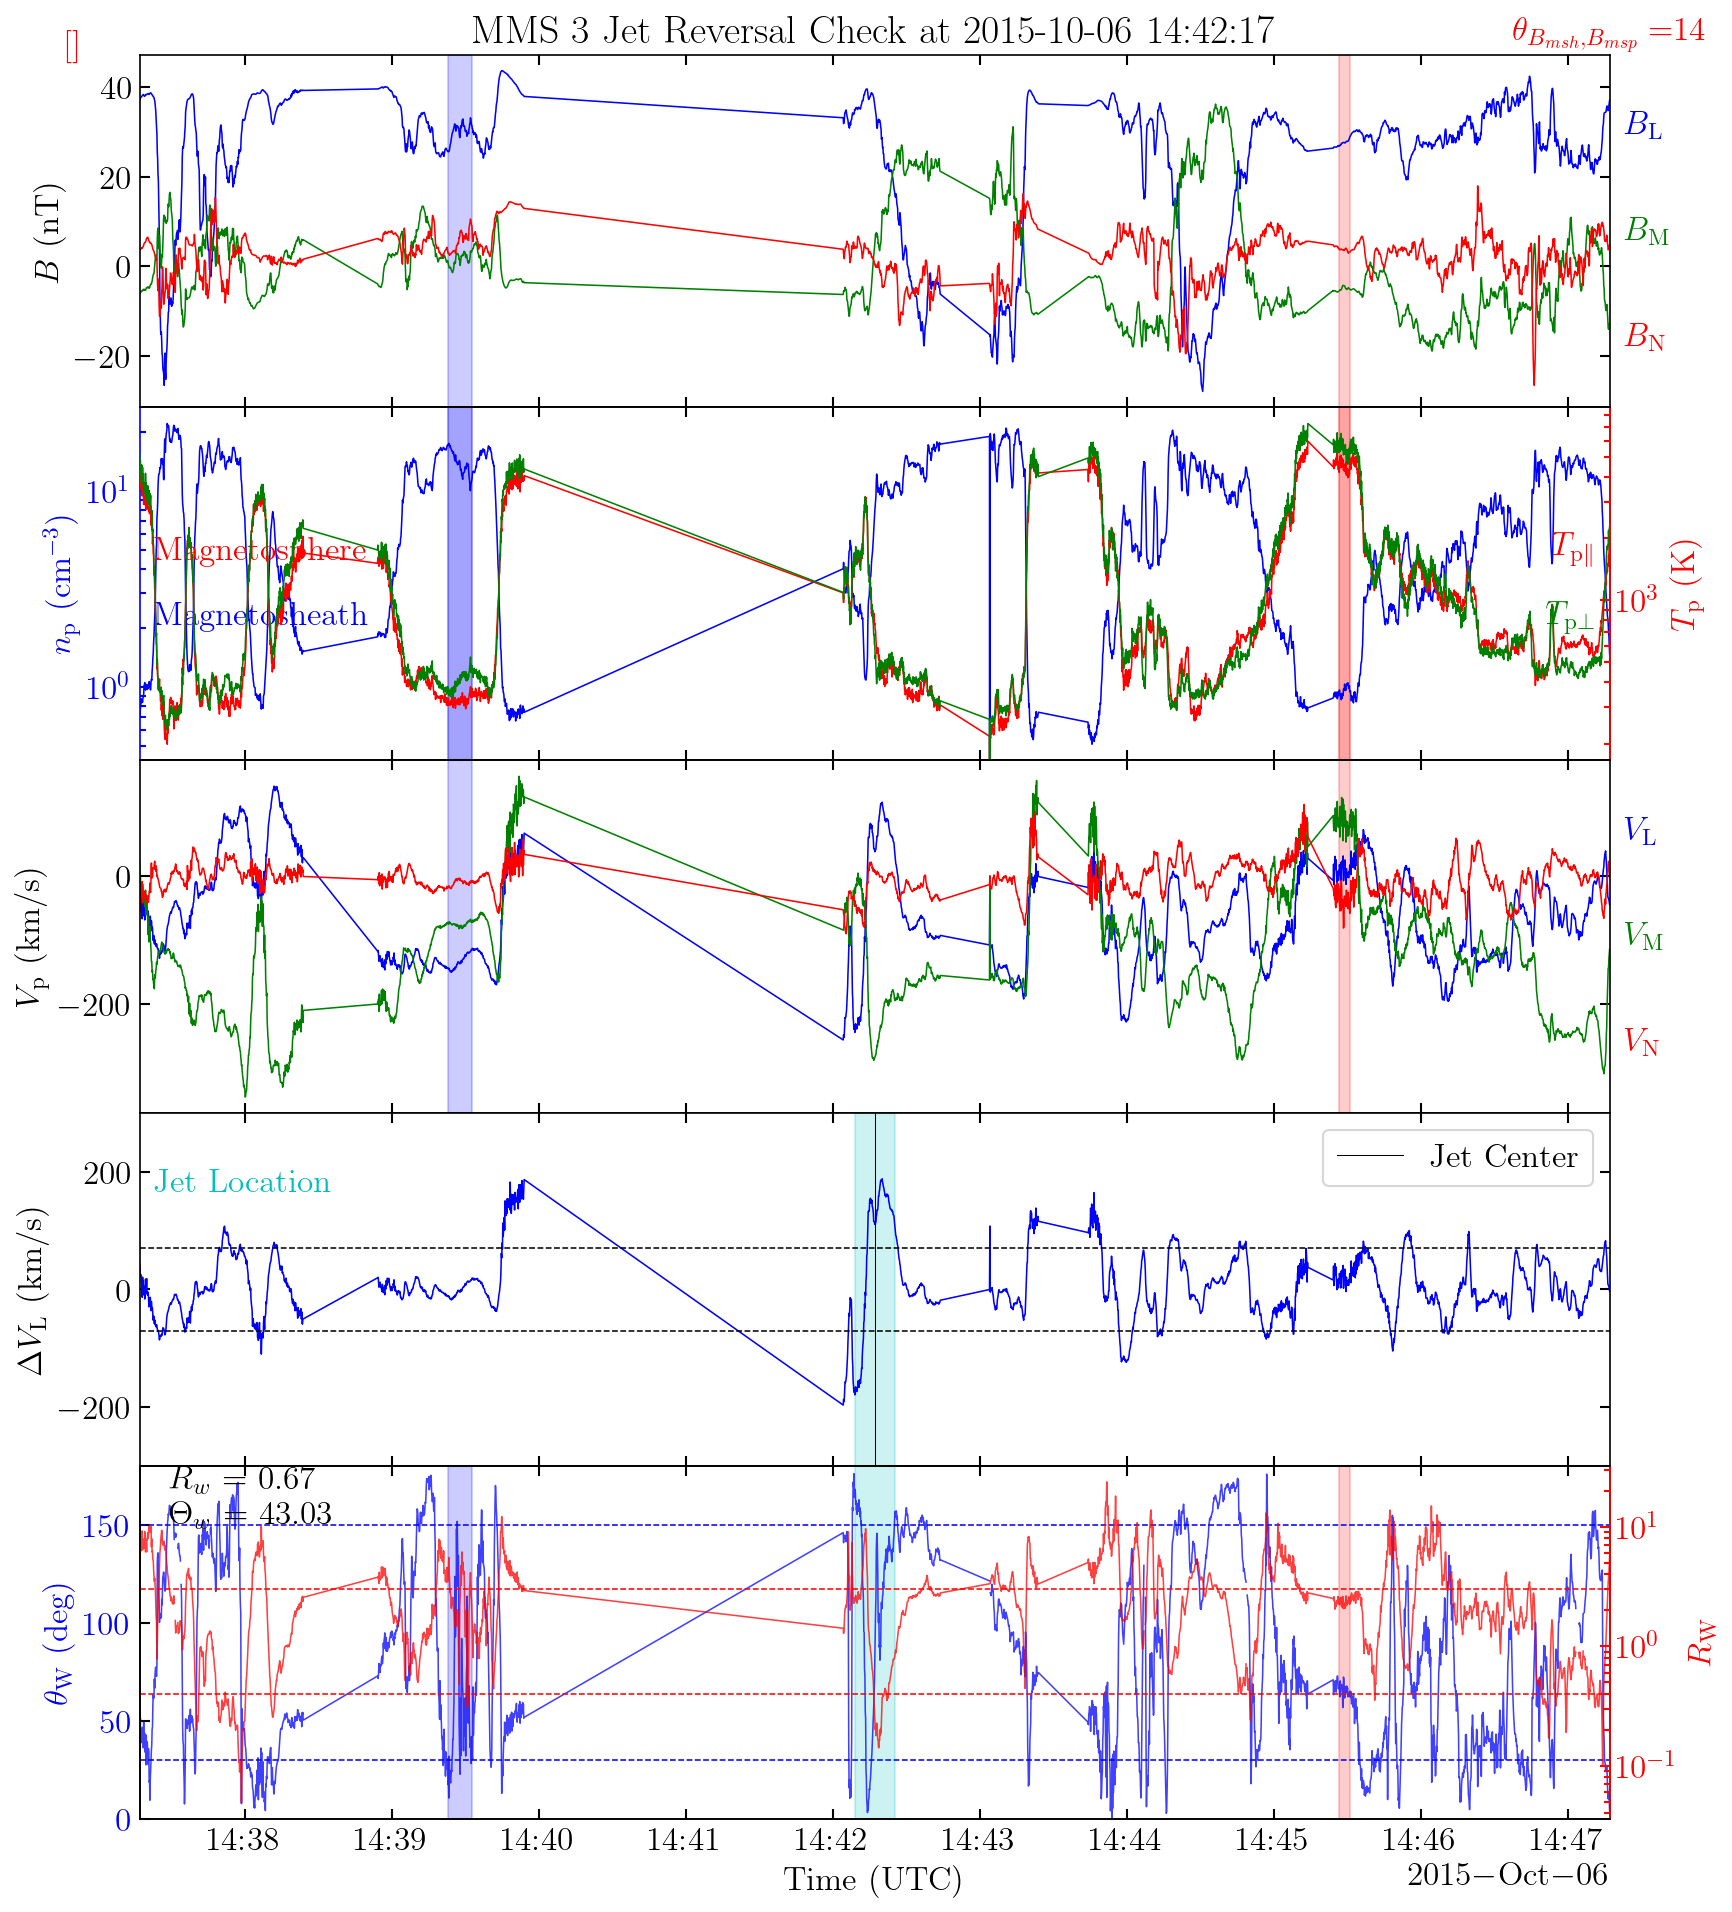 MMS 3 Jet Reversal Check at 2015-10-06 14:42:17
[]
θ_{B_{msh},B_{msp}} =14
40
20
0
−20
B (nT)
B_L
B_M
B_N
10^1
10^0
n_p (cm^{−3})
Magnetosphere
Magnetosheath
T_{p∥}
T_{p⊥}
10^3
T_p (K)
0
−200
V_p (km/s)
V_L
V_M
V_N
200
0
−200
ΔV_L (km/s)
Jet Location
Jet Center
R_w = 0.67
Θ_w = 43.03
150
100
50
0
θ_W (deg)
10^1
10^0
10^{−1}
R_W
14:38 14:39 14:40 14:41 14:42 14:43 14:44 14:45 14:46 14:47
Time (UTC)
2015−Oct−06